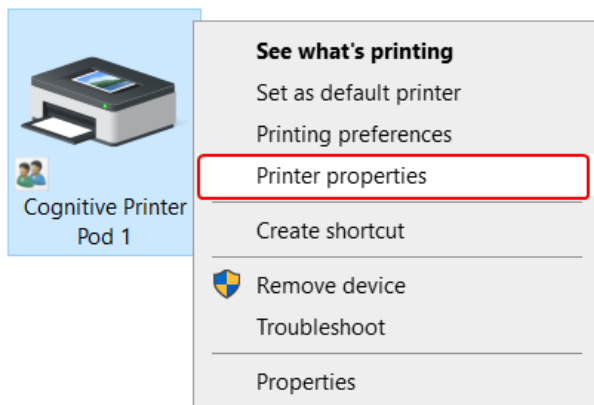 See what's printing
Set as default printer
Printing preferences
Printer properties
Cognitive Printer
Pod 1
Create shortcut
Remove device
Troubleshoot
Properties